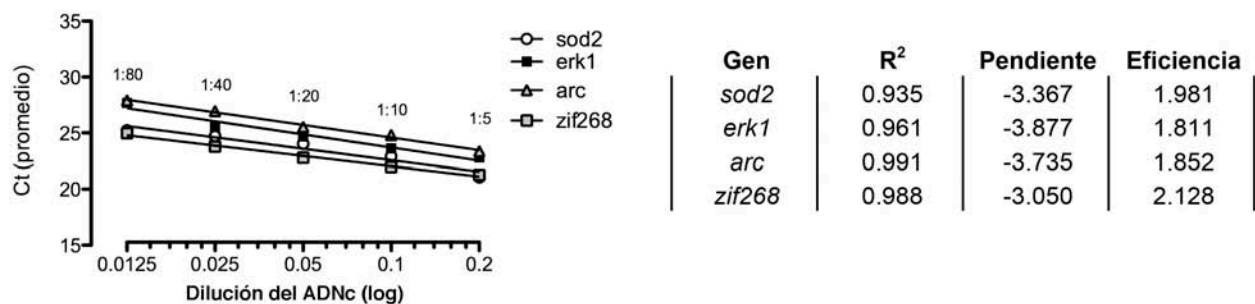 35
30
25
20
15
Ct (promedio)
1:80
1:40
1:20
1:10
1:5
0.0125 0.025 0.05 0.1 0.2
Dilución del ADNc (log)
sod2
erk1
arc
zif268
Gen R² Pendiente Eficiencia
sod2 0.935 -3.367 1.981
erk1 0.961 -3.877 1.811
arc 0.991 -3.735 1.852
zif268 0.988 -3.050 2.128